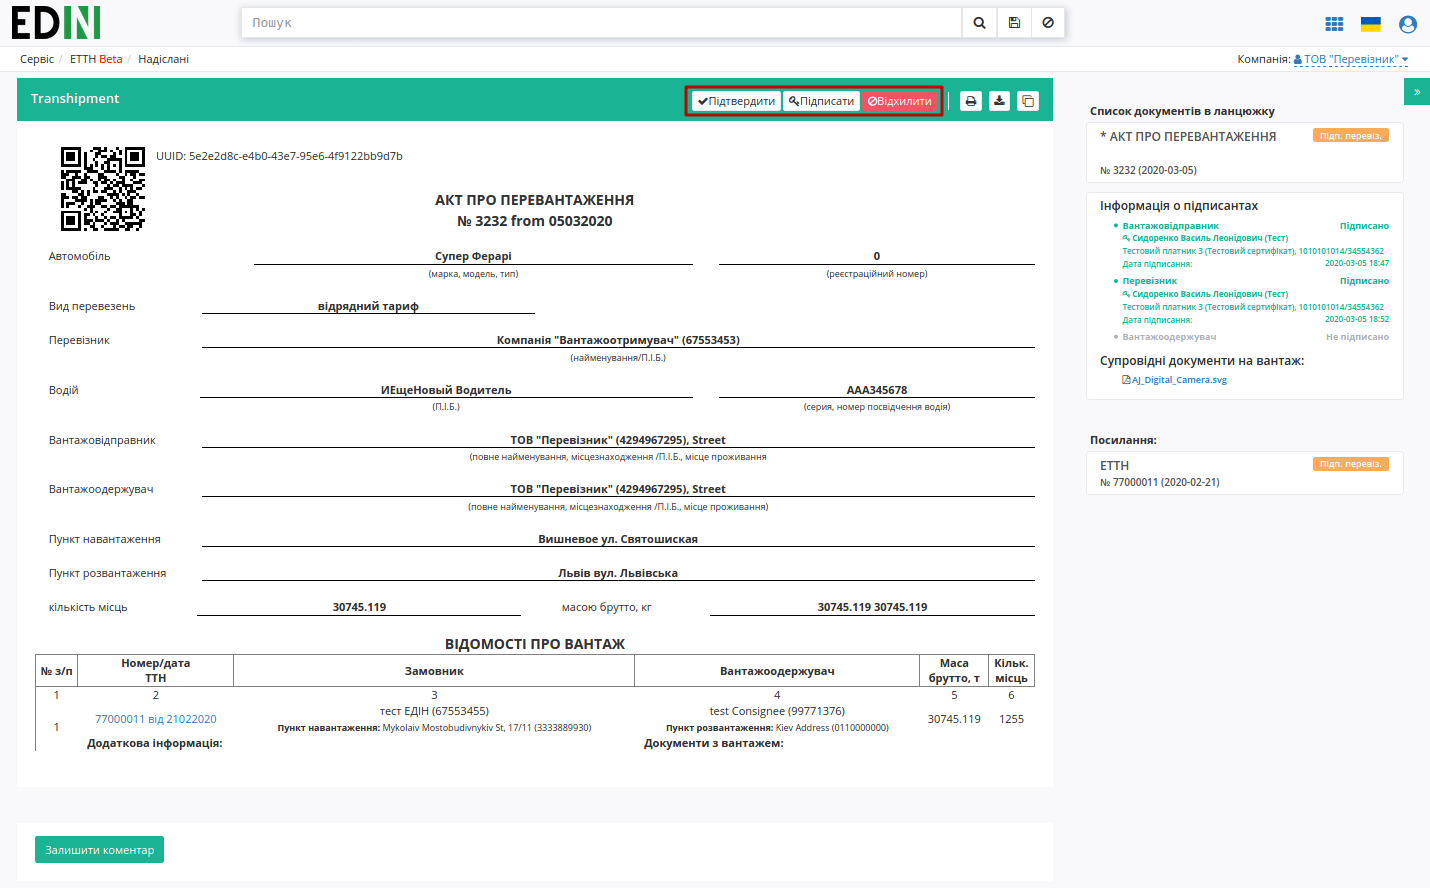 EDIN
Пошук
Сервіс / ЕТТН Beta / Надіслані
Компанія: ТОВ "Перевізник"
Transhipment
Підтвердити Підписати Відхилити
»
UUID: 5e2e2d8c-e4b0-43e7-95e6-4f9122bb9d7b
АКТ ПРО ПЕРЕВАНТАЖЕННЯ
№ 3232 from 05032020
Автомобіль Супер Ферарі 0
(марка, модель, тип) (реєстраційний номер)
Вид перевезень відрядний тариф
Перевізник Компанія "Вантажоотримувач" (67553453)
(найменування/П.І.Б.)
Водій ИЕщеНовый Водитель AAA345678
(П.І.Б.) (серия, номер посвідчення водія)
Вантажовідправник ТОВ "Перевізник" (4294967295), Street
(повне найменування, місцезнаходження /П.І.Б., місце проживання
Вантажоодержувач ТОВ "Перевізник" (4294967295), Street
(повне найменування, місцезнаходження /П.І.Б., місце проживання)
Пункт навантаження Вишневое ул. Святошиская
Пункт розвантаження Львів вул. Львівська
кількість місць 30745.119 масою брутто, кг 30745.119 30745.119
ВІДОМОСТІ ПРО ВАНТАЖ
№ з/п Номер/дата ТТН Замовник Вантажоодержувач Маса брутто, т Кільк. місць
1 2 3 4 5 6
1 77000011 від 21022020 тест ЕДІН (67553455) test Consignee (99771376) 30745.119 1255
Пункт навантаження: Mykolaiv Mostobudivnykiv St, 17/11 (3333889930) Пункт розвантаження: Kiev Address (0110000000)
Додаткова інформація: Документи з вантажем:
Залишити коментар
Список документів в ланцюжку
* АКТ ПРО ПЕРЕВАНТАЖЕННЯ Підп. перевіз.
№ 3232 (2020-03-05)
Інформація о підписантах
Вантажовідправник Підписано
Сидоренко Василь Леонідович (Тест)
Тестовий платник 3 (Тестовий сертифікат), 1010101014/34554362
Дата підписання: 2020-03-05 18:47
Перевізник Підписано
Сидоренко Василь Леонідович (Тест)
Тестовий платник 3 (Тестовий сертифікат), 1010101014/34554362
Дата підписання: 2020-03-05 18:52
Вантажоодержувач Не підписано
Супровідні документи на вантаж:
AJ_Digital_Camera.svg
Посилання:
ЕТТН Підп. перевіз.
№ 77000011 (2020-02-21)